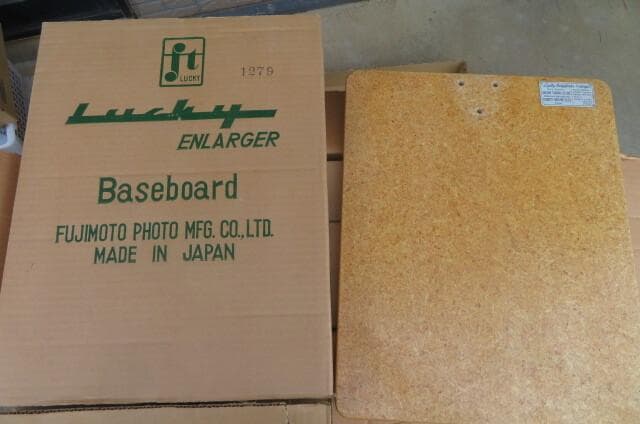 ft
LUCKY
1279
Lucky
ENLARGER
Baseboard
FUJIMOTO PHOTO MFG. CO., LTD.
MADE IN JAPAN